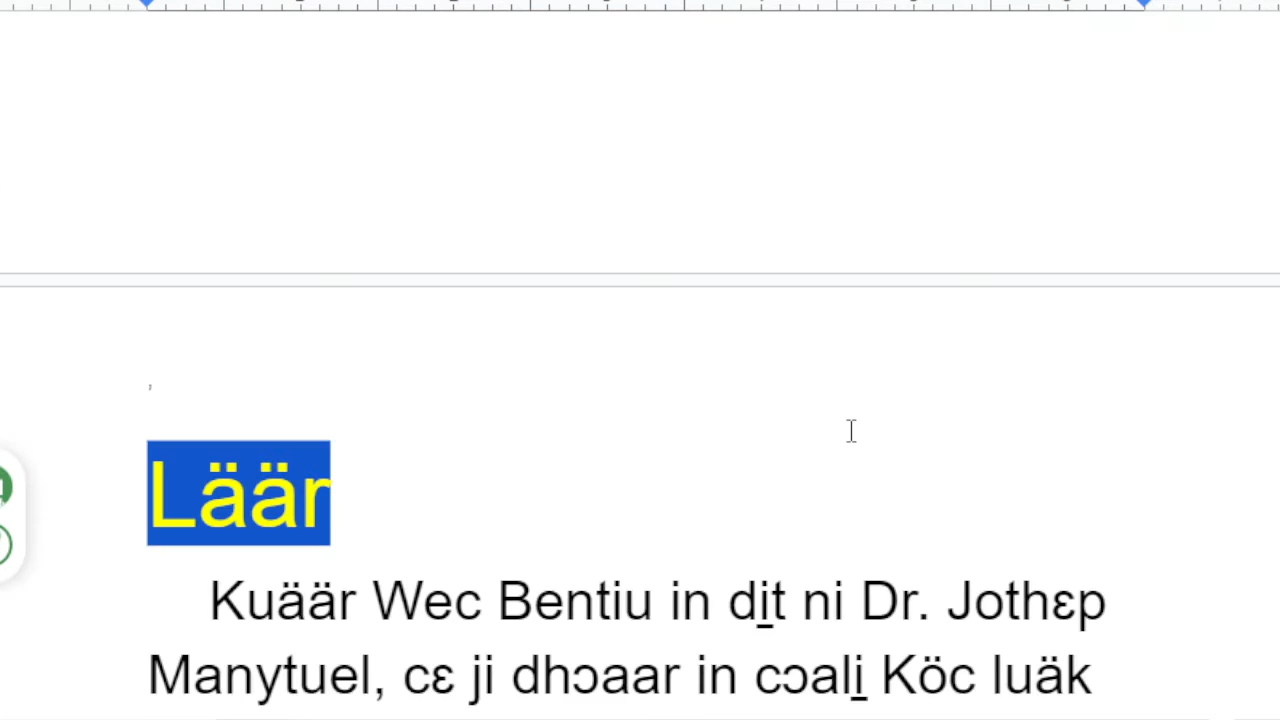 ,
Läär
Kuäär Wec Bentiu in di̱t ni Dr. Jothɛp
Manytuel, cɛ ji dhɔaar in cɔali̱ Köc luäk